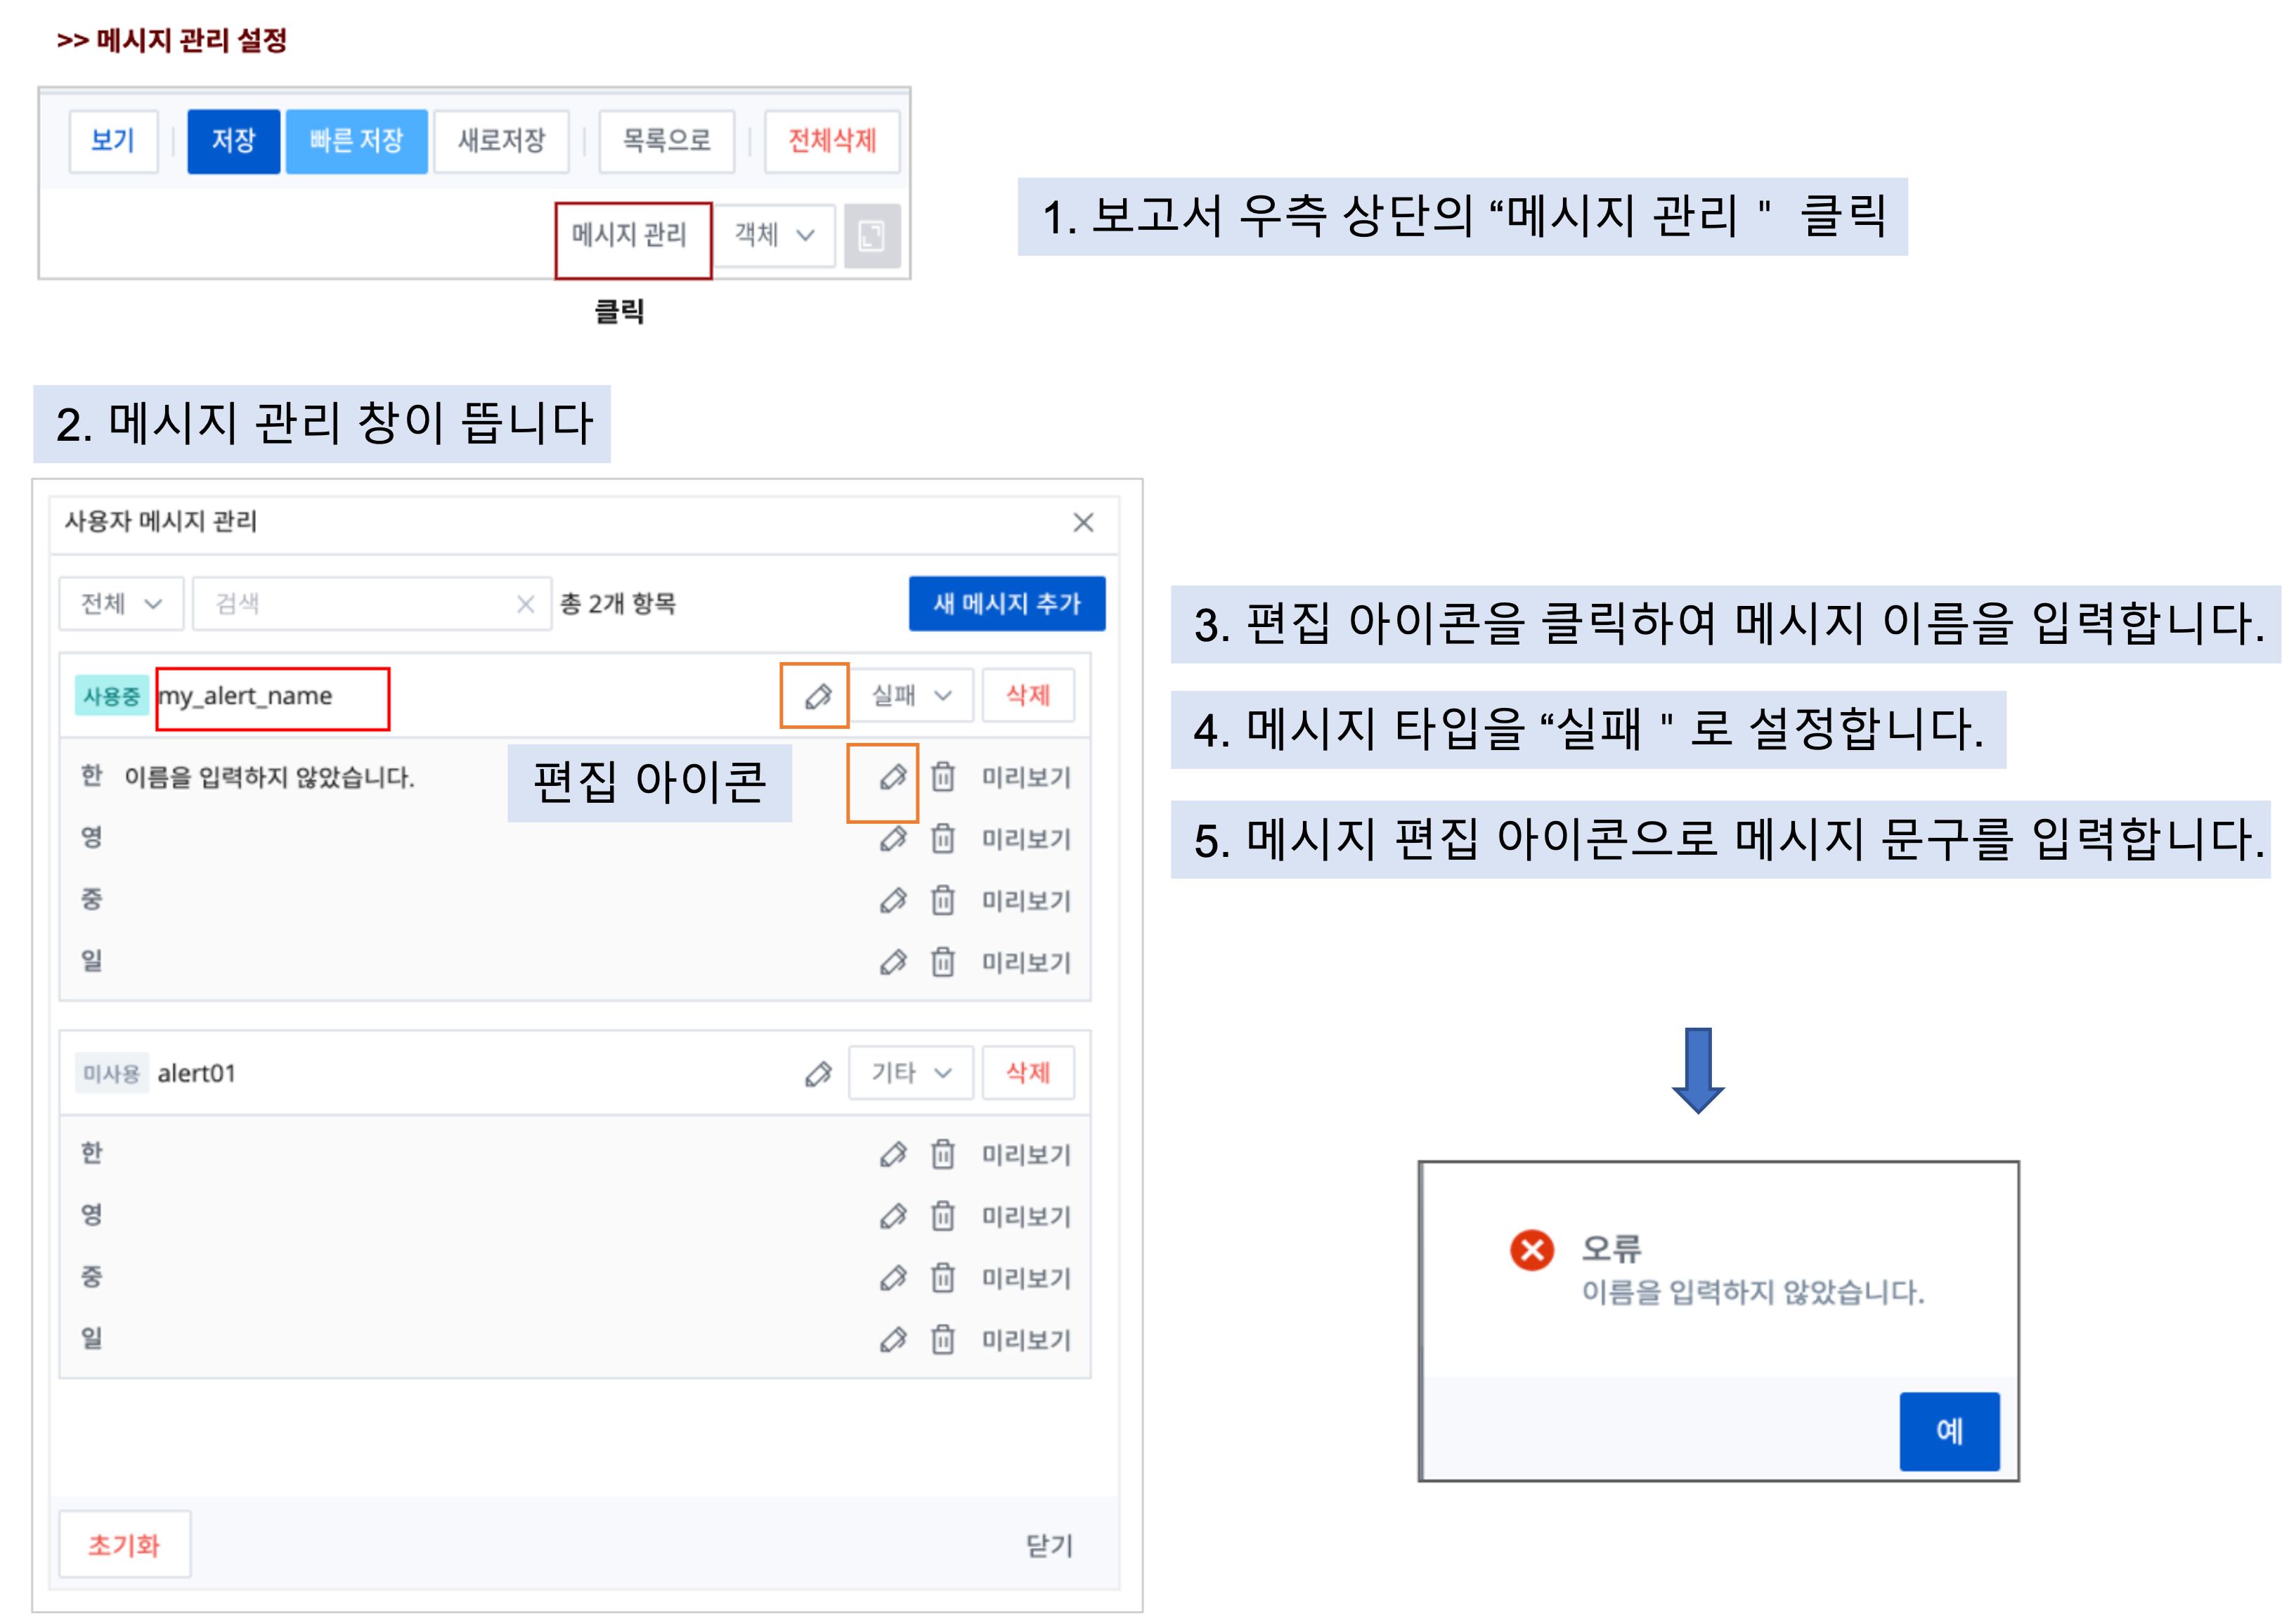 >> 메시지 관리 설정
보기 저장 빠른 저장 새로저장 목록으로 전체삭제
메시지 관리 객체
클릭
1. 보고서 우측 상단의 “메시지 관리 " 클릭
2. 메시지 관리 창이 뜹니다
사용자 메시지 관리
전체 검색 총 2개 항목 새 메시지 추가
사용중 my_alert_name 실패 삭제
한 이름을 입력하지 않았습니다. 미리보기
편집 아이콘
영 미리보기
중 미리보기
일 미리보기
미사용 alert01 기타 삭제
한 미리보기
영 미리보기
중 미리보기
일 미리보기
초기화 닫기
3. 편집 아이콘을 클릭하여 메시지 이름을 입력합니다.
4. 메시지 타입을 “실패 " 로 설정합니다.
5. 메시지 편집 아이콘으로 메시지 문구를 입력합니다.
오류
이름을 입력하지 않았습니다.
예